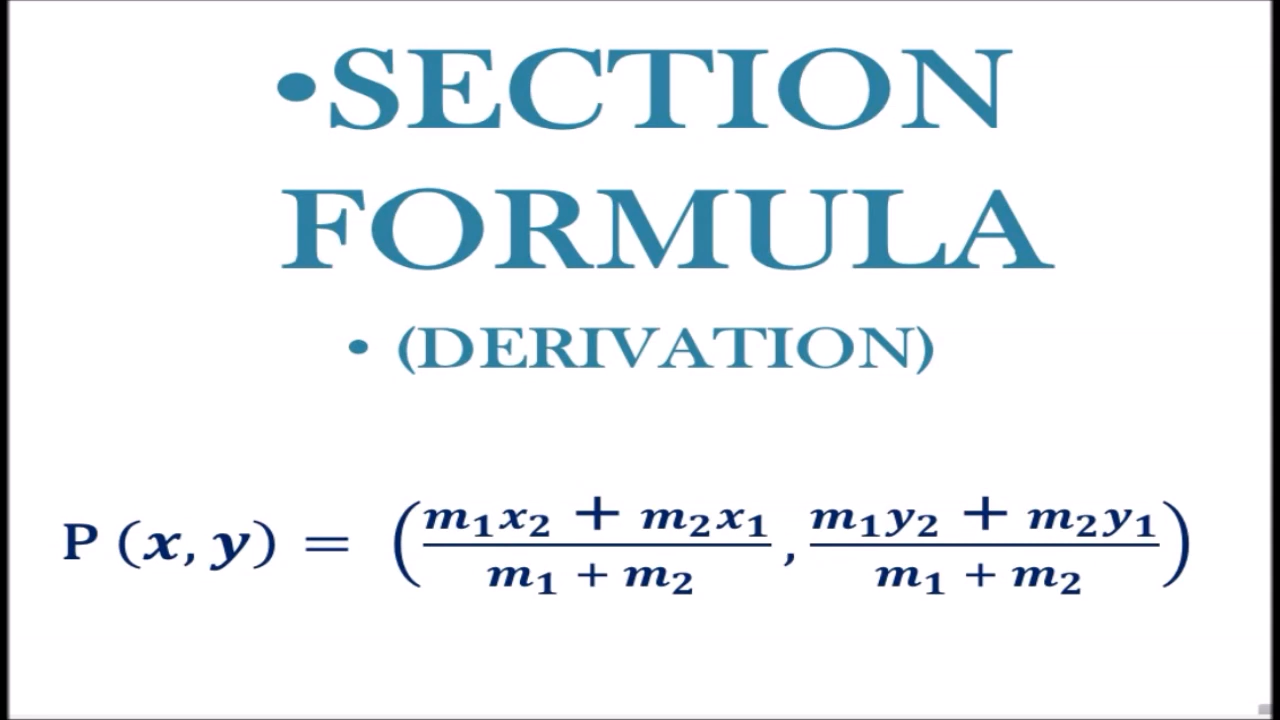 •SECTION
FORMULA
• (DERIVATION)
P (x, y) = (m₁x₂ + m₂x₁ / m₁ + m₂ , m₁y₂ + m₂y₁ / m₁ + m₂)